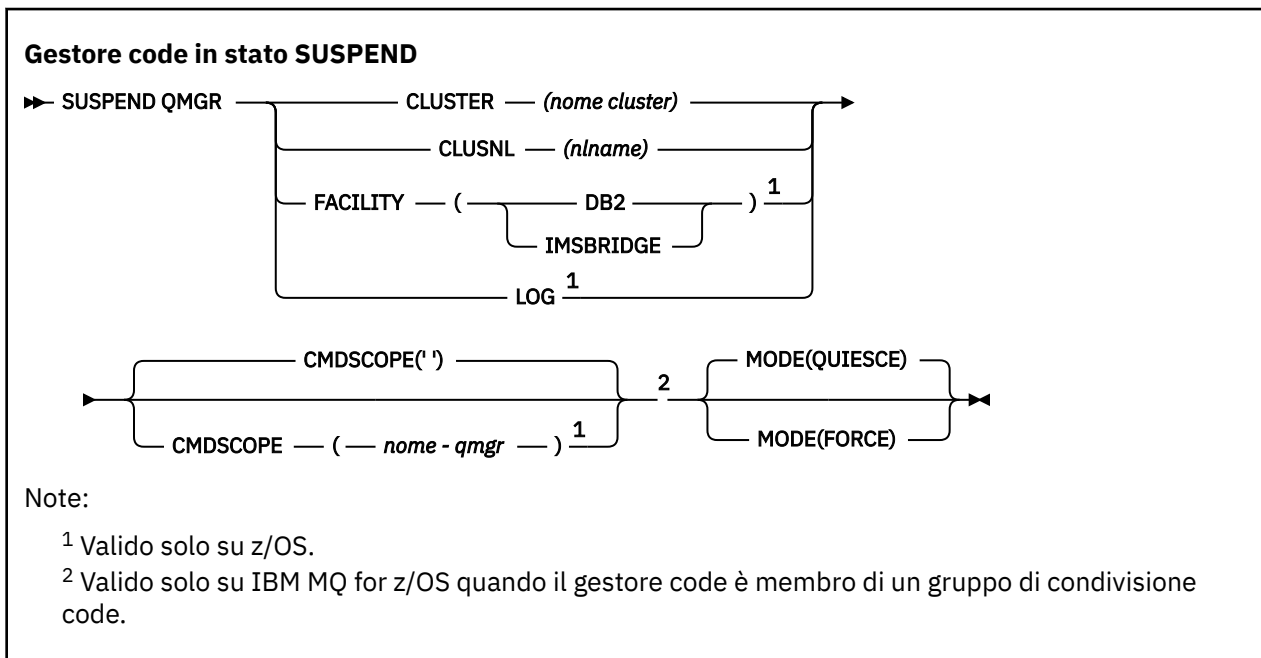 Gestore code in stato SUSPEND
SUSPEND QMGR CLUSTER (nome cluster)
CLUSNL (nlname)
FACILITY ( DB2 ) 1
IMSBRIDGE
LOG 1
CMDSCOPE(' ') MODE(QUIESCE)
2
CMDSCOPE ( nome - qmgr ) 1 MODE(FORCE)
Note:
1 Valido solo su z/OS.
2 Valido solo su IBM MQ for z/OS quando il gestore code è membro di un gruppo di condivisione
code.